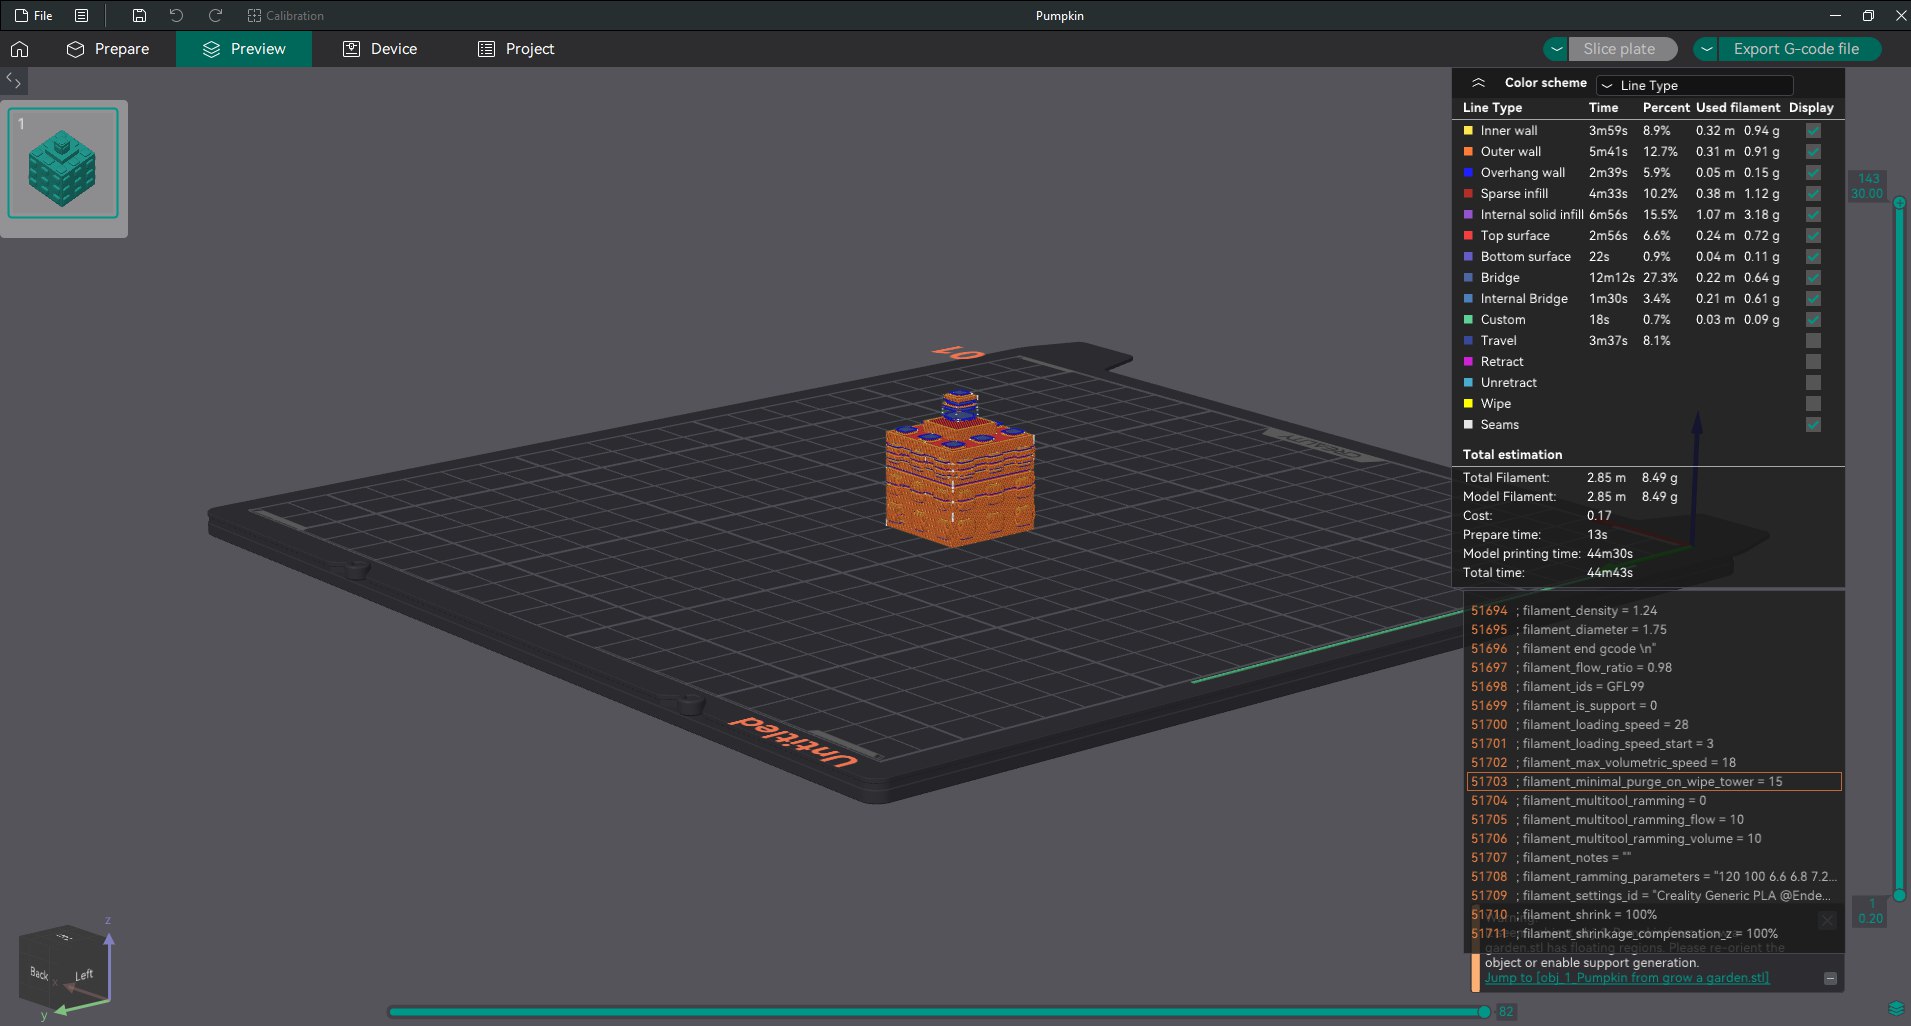 File
Calibration
Pumpkin
Prepare
Preview
Device
Project
Slice plate
Export G-code file
1
Color scheme
Line Type
Line Type Time Percent Used filament Display
Inner wall 3m59s 8.9% 0.32 m 0.94 g
Outer wall 5m41s 12.7% 0.31 m 0.91 g
Overhang wall 2m39s 5.9% 0.05 m 0.15 g
Sparse infill 4m33s 10.2% 0.38 m 1.12 g
Internal solid infill 6m56s 15.5% 1.07 m 3.18 g
Top surface 2m56s 6.6% 0.24 m 0.72 g
Bottom surface 22s 0.9% 0.04 m 0.11 g
Bridge 12m12s 27.3% 0.22 m 0.64 g
Internal Bridge 1m30s 3.4% 0.21 m 0.61 g
Custom 18s 0.7% 0.03 m 0.09 g
Travel 3m37s 8.1%
Retract
Unretract
Wipe
Seams
Total estimation
Total Filament: 2.85 m 8.49 g
Model Filament: 2.85 m 8.49 g
Cost: 0.17
Prepare time: 13s
Model printing time: 44m30s
Total time: 44m43s
143
30.00
01
Untitled
51694 ; filament_density = 1.24
51695 ; filament_diameter = 1.75
51696 ; filament end gcode \n"
51697 ; filament_flow_ratio = 0.98
51698 ; filament_ids = GFL99
51699 ; filament_is_support = 0
51700 ; filament_loading_speed = 28
51701 ; filament_loading_speed_start = 3
51702 ; filament_max_volumetric_speed = 18
51703 ; filament_minimal_purge_on_wipe_tower = 15
51704 ; filament_multitool_ramming = 0
51705 ; filament_multitool_ramming_flow = 10
51706 ; filament_multitool_ramming_volume = 10
51707 ; filament_notes = ""
51708 ; filament_ramming_parameters = "120 100 6.6 6.8 7.2...
51709 ; filament_settings_id = "Creality Generic PLA @Ende...
51710 ; filament_shrink = 100%
51711 ; filament_shrinkage_compensation_z = 100%
garden.stl has floating regions. Please re-orient the
object or enable support generation.
Jump to [obj_1_Pumpkin from grow a garden.stl]
1
0.20
82
z
Back
Left
x
y